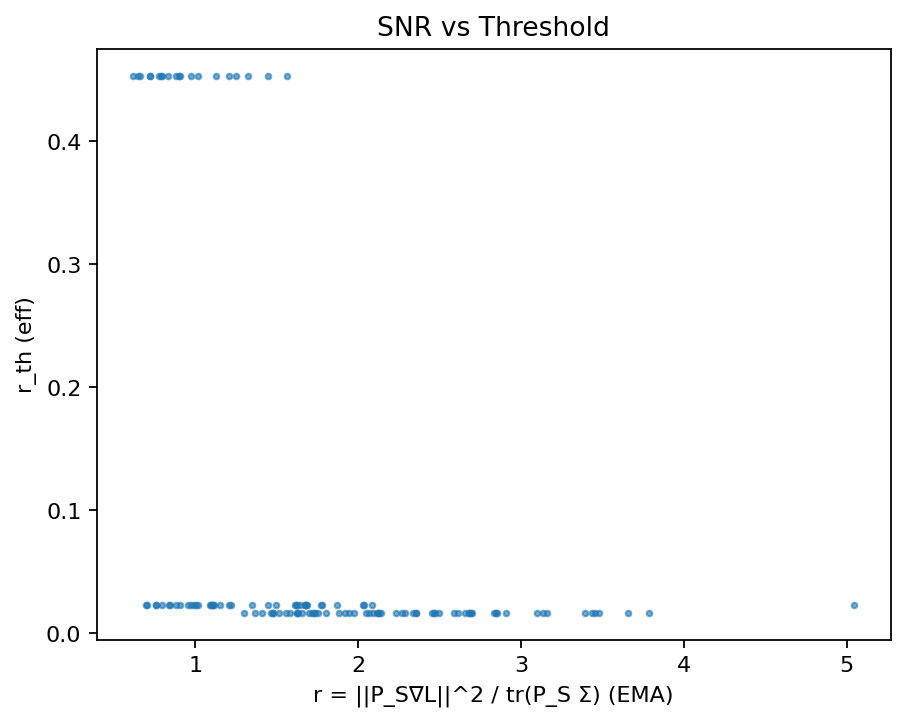 SNR vs Threshold
r_th (eff)
0.4
0.3
0.2
0.1
0.0
1 2 3 4 5
r = ||P_S∇L||^2 / tr(P_S Σ) (EMA)